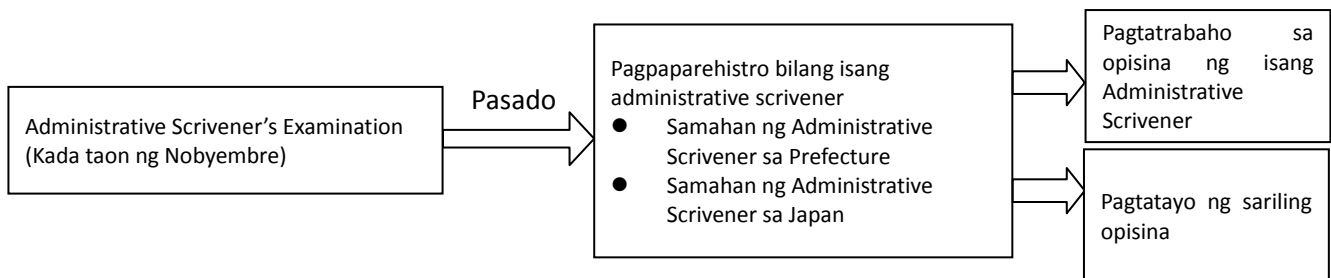 Administrative Scrivener’s Examination
(Kada taon ng Nobyembre)
Pasado
Pagpaparehistro bilang isang
administrative scrivener
● Samahan ng Administrative
Scrivener sa Prefecture
● Samahan ng Administrative
Scrivener sa Japan
Pagtatrabaho sa
opisina ng isang
Administrative
Scrivener
Pagtatayo ng sariling
opisina